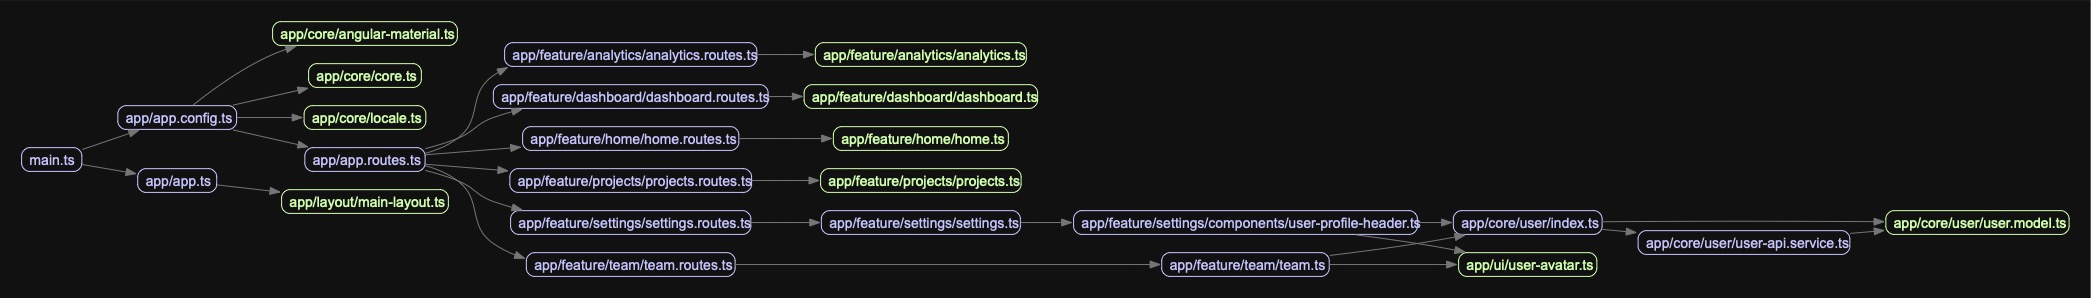 app/core/angular-material.ts
app/feature/analytics/analytics.routes.ts
app/feature/analytics/analytics.ts
app/core/core.ts
app/feature/dashboard/dashboard.routes.ts
app/feature/dashboard/dashboard.ts
app/app.config.ts
app/core/locale.ts
app/feature/home/home.routes.ts
app/feature/home/home.ts
main.ts
app/app.routes.ts
app/app.ts
app/feature/projects/projects.routes.ts
app/feature/projects/projects.ts
app/layout/main-layout.ts
app/feature/settings/settings.routes.ts
app/feature/settings/settings.ts
app/feature/settings/components/user-profile-header.ts
app/core/user/index.ts
app/core/user/user.model.ts
app/core/user/user-api.service.ts
app/feature/team/team.routes.ts
app/feature/team/team.ts
app/ui/user-avatar.ts